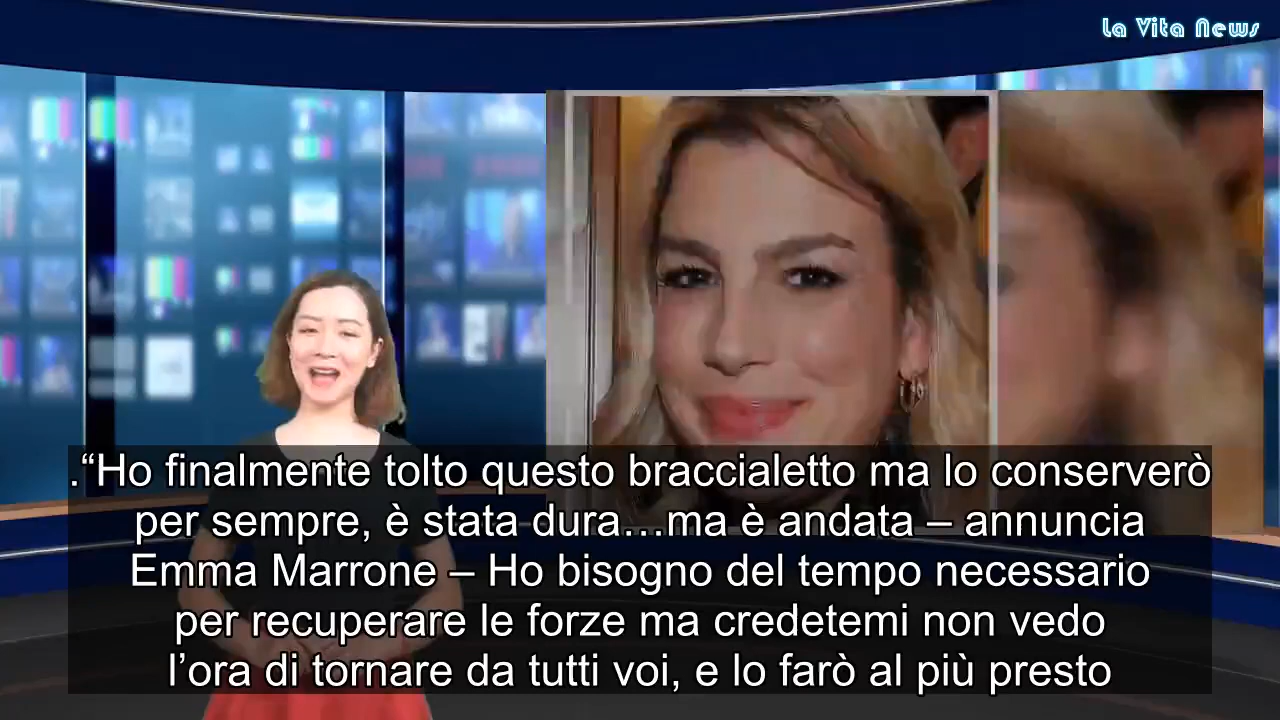 La Vita News
.“Ho finalmente tolto questo braccialetto ma lo conserverò
per sempre, è stata dura…ma è andata – annuncia
Emma Marrone – Ho bisogno del tempo necessario
per recuperare le forze ma credetemi non vedo
l’ora di tornare da tutti voi, e lo farò al più presto